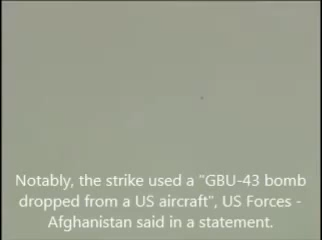 Notably, the strike used a "GBU-43 bomb
dropped from a US aircraft", US Forces -
Afghanistan said in a statement.